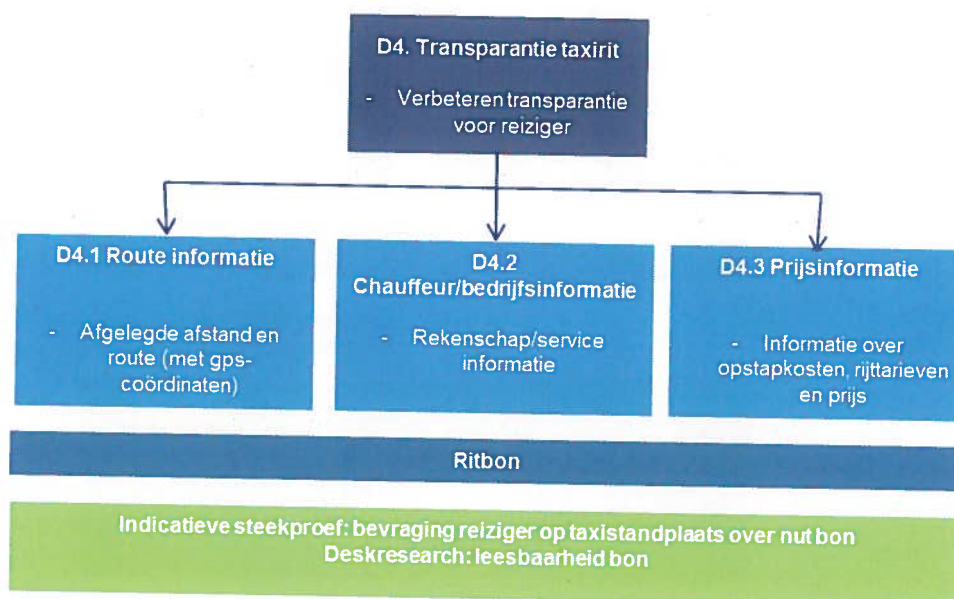 D4. Transparantie taxirit
- Verbeteren transparantie
voor reiziger
D4.1 Route informatie
- Afgelegde afstand en
route (met gps-
coördinaten)
D4.2
Chauffeur/bedrijfsinformatie
- Rekenschap/service
informatie
D4.3 Prijsinformatie
- Informatie over
opstapkosten, rijttarieven
en prijs
Ritbon
Indicatieve steekproef: bevraging reiziger op taxistandplaats over nut bon
Deskresearch: leesbaarheid bon